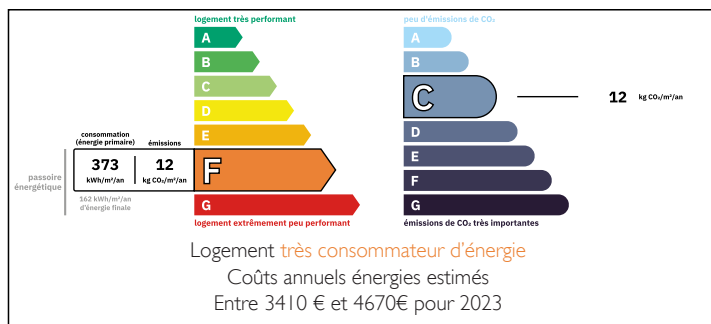 logement très performant
A
B
C
D
E
consommation
(énergie primaire)
émissions
373
kWh/m²/an
12
kg CO₂/m²/an
F
passoire
énergétique
162 kWh/m²/an
d'énergie finale
G
logement extrêmement peu performant
peu d'émissions de CO₂
A
B
C
12 kg CO₂/m²/an
D
E
F
G
émissions de CO₂ très importantes
Logement très consommateur d'énergie
Coûts annuels énergies estimés
Entre 3410 € et 4670€ pour 2023